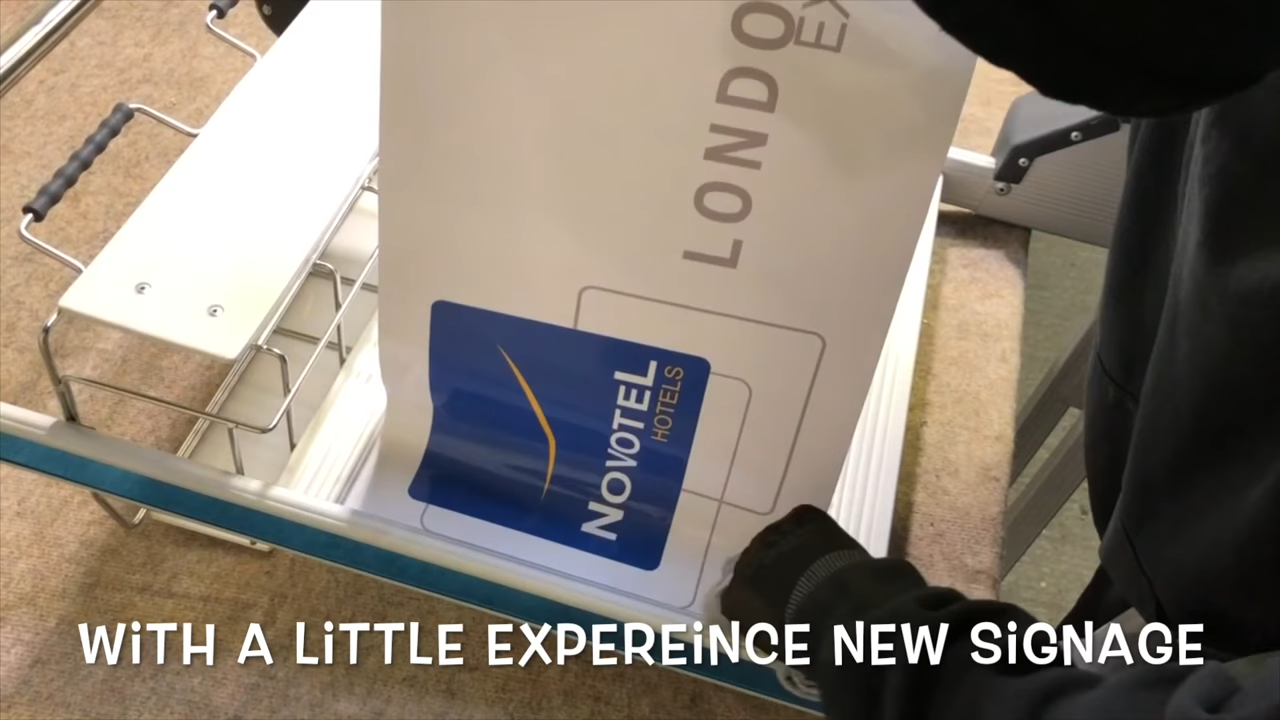 LONDO
EX
NOVOTEL
HOTELS
WiTH A LiTTLE EXPEREiNCE NEW SiGNAGE